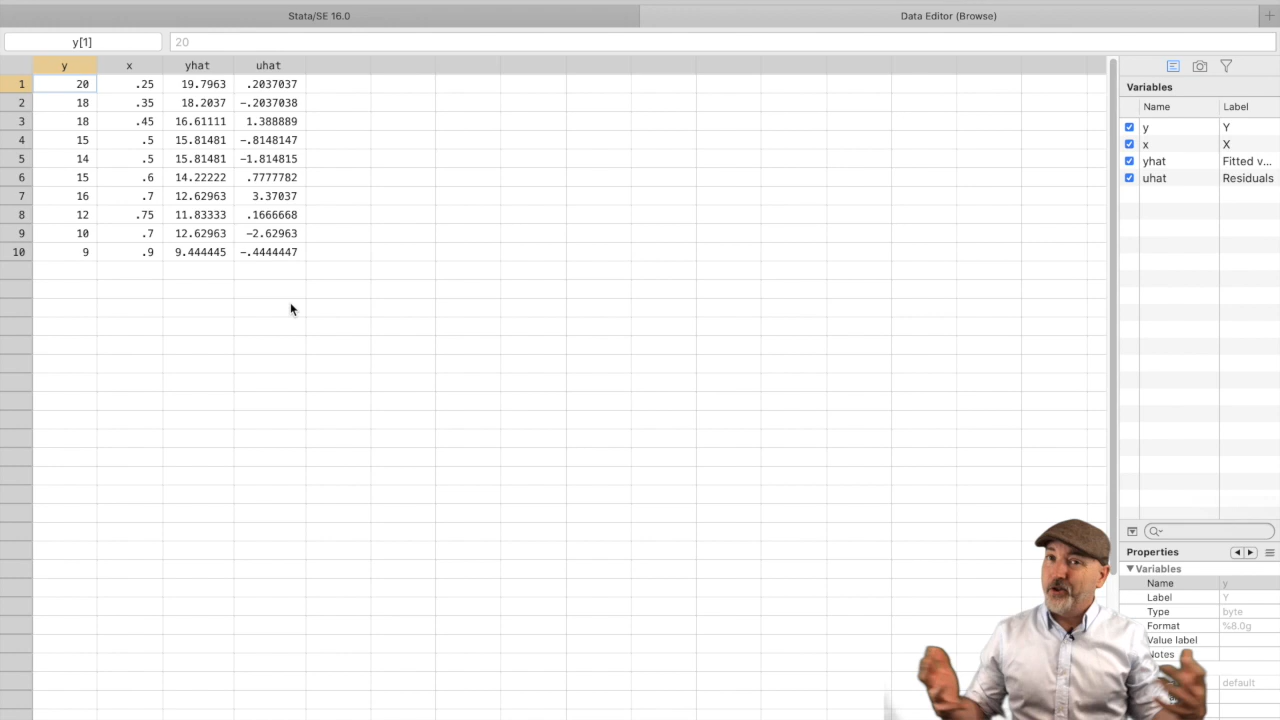 Stata/SE 16.0 Data Editor (Browse) +
y[1] 20
y x yhat uhat
1 20 .25 19.7963 .2037037
2 18 .35 18.2037 -.2037038
3 18 .45 16.61111 1.388889
4 15 .5 15.81481 -.8148147
5 14 .5 15.81481 -1.814815
6 15 .6 14.22222 .7777782
7 16 .7 12.62963 3.37037
8 12 .75 11.83333 .1666668
9 10 .7 12.62963 -2.62963
10 9 .9 9.444445 -.4444447
Variables
Name Label
y Y
x X
yhat Fitted v...
uhat Residuals
Properties
Variables
Name y
Label Y
Type byte
Format %8.0g
Value label
Notes
default